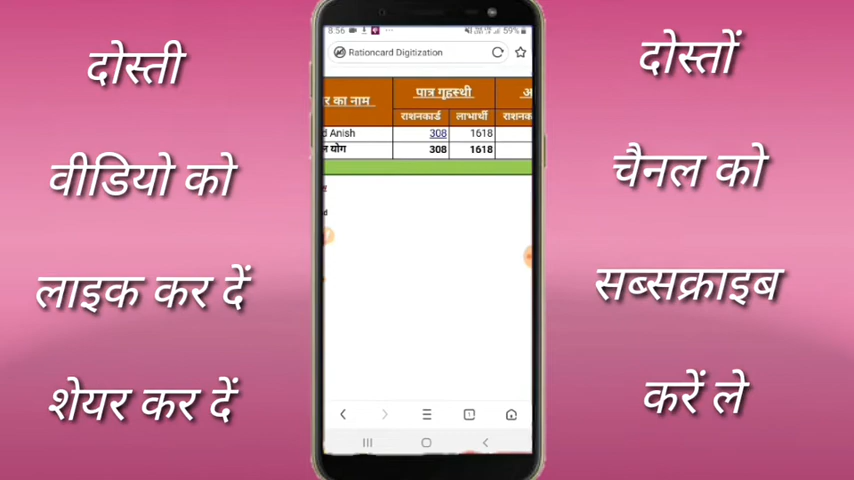 दोस्ती
वीडियो को
लाइक कर दें
शेयर कर दें
8:56
59%
Rationcard Digitization
र का नाम
पात्र गृहस्थी
अ
राशनकार्ड
लाभार्थी
राशनक
d Anish
308
1618
ल योग
308
1618
दोस्तों
चैनल को
सब्सक्राइब
करें ले